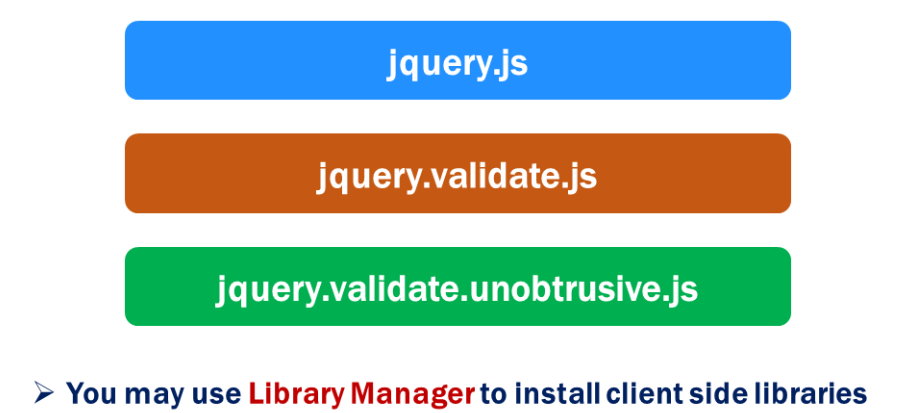 jquery.js
jquery.validate.js
jquery.validate.unobtrusive.js
➢ You may use Library Manager to install client side libraries